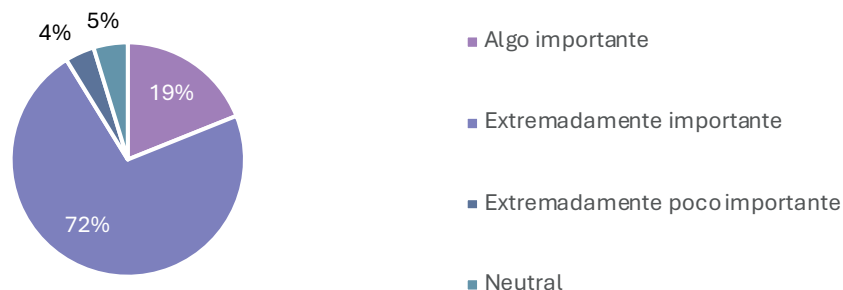 5%
4%
19%
72%
Algo importante
Extremadamente importante
Extremadamente poco importante
Neutral